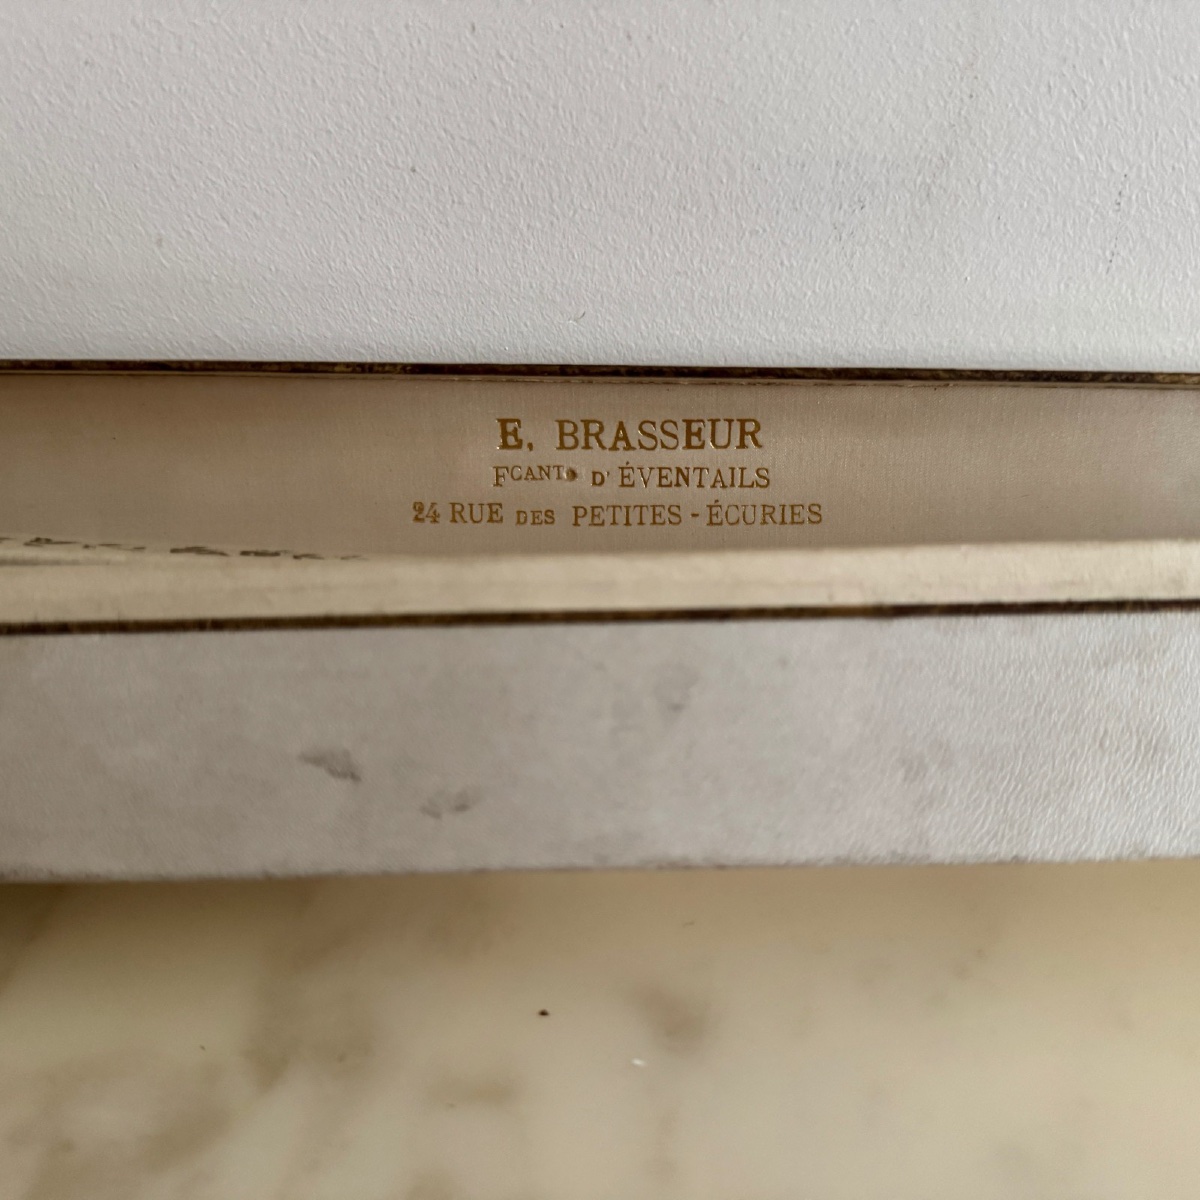 E. BRASSEUR
FCANT D'ÉVENTAILS
24 RUE DES PETITES-ÉCURIES